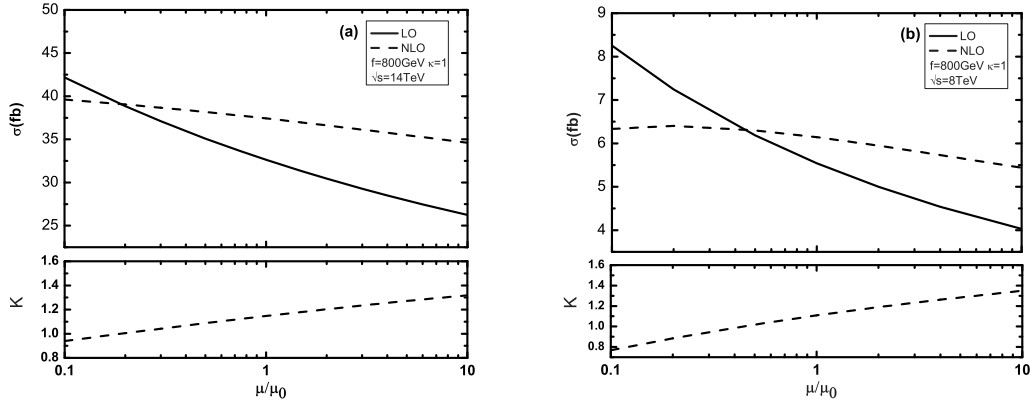 50
45
40
35
30
25
σ(fb)
(a)
LO
NLO
f=800GeV κ=1
√s=14TeV
1.6
1.4
1.2
1.0
0.8
K
0.1
1
10
μ/μ0
9
8
7
6
5
4
σ(fb)
(b)
LO
NLO
f=800GeV κ=1
√s=8TeV
1.6
1.4
1.2
1.0
0.8
0.6
K
0.1
1
10
μ/μ0